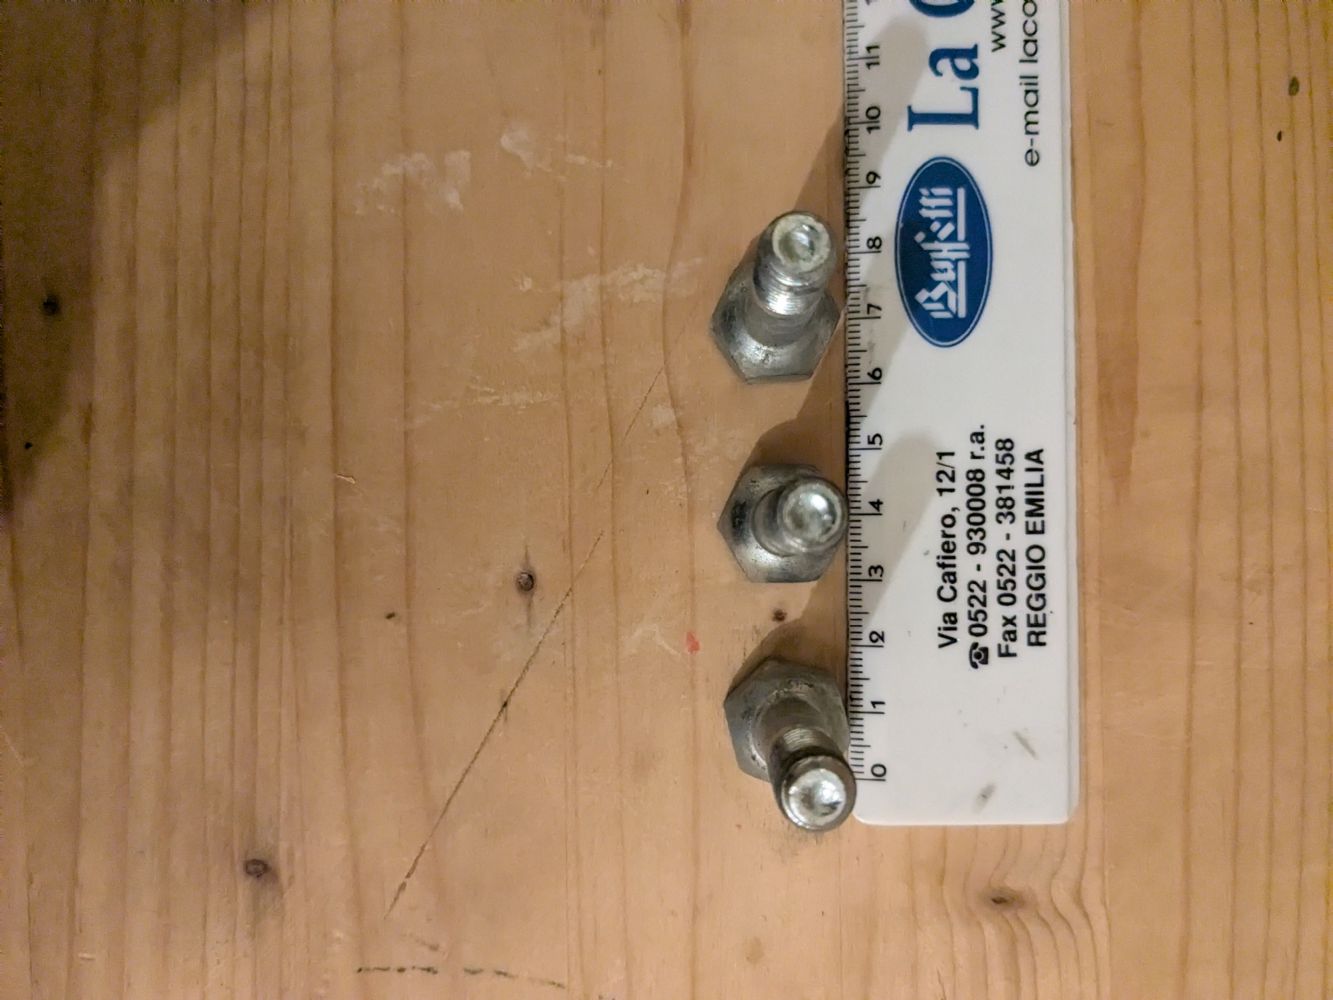 0 1 2 3 4 5 6 7 8 9 10 11
La
www
e-mail laco
Via Cafiero, 12/1
☎ 0522 - 930008 r.a.
Fax 0522 - 381458
REGGIO EMILIA